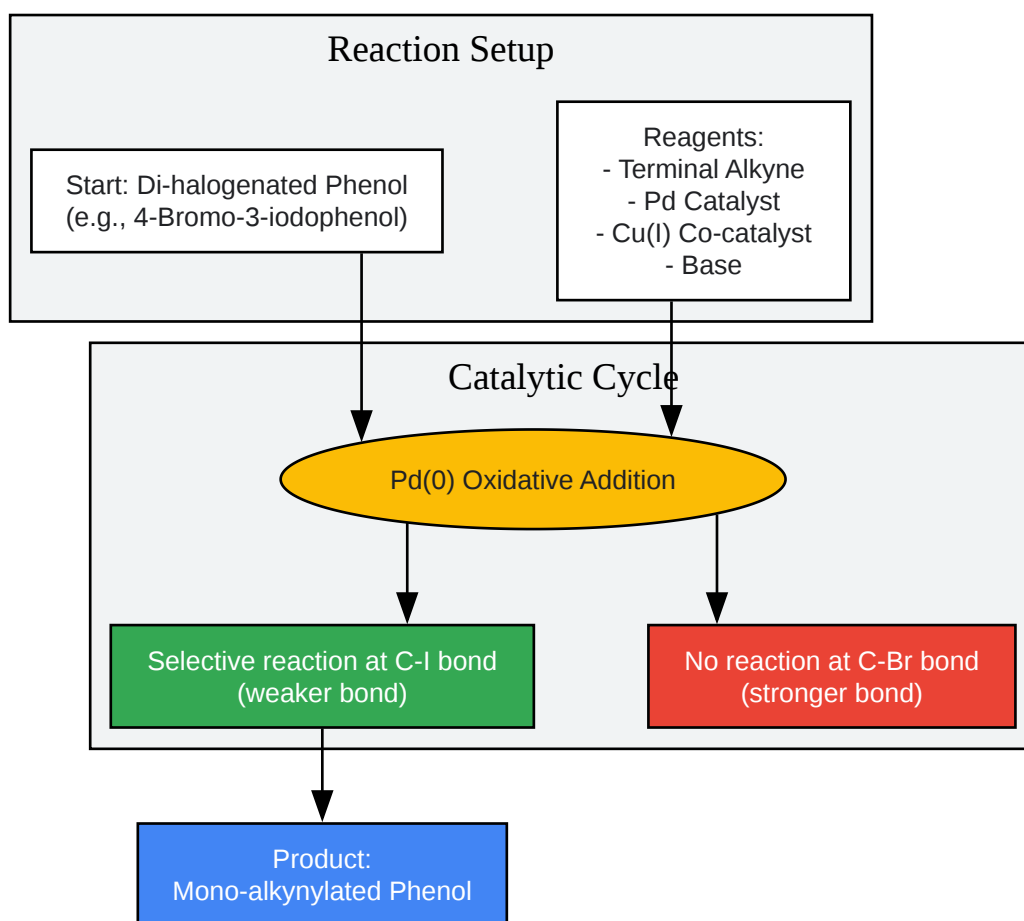 Reaction Setup
Start: Di-halogenated Phenol
(e.g., 4-Bromo-3-iodophenol)
Reagents:
- Terminal Alkyne
- Pd Catalyst
- Cu(I) Co-catalyst
- Base
Catalytic Cycle
Pd(0) Oxidative Addition
Selective reaction at C-I bond
(weaker bond)
No reaction at C-Br bond
(stronger bond)
Product:
Mono-alkynylated Phenol